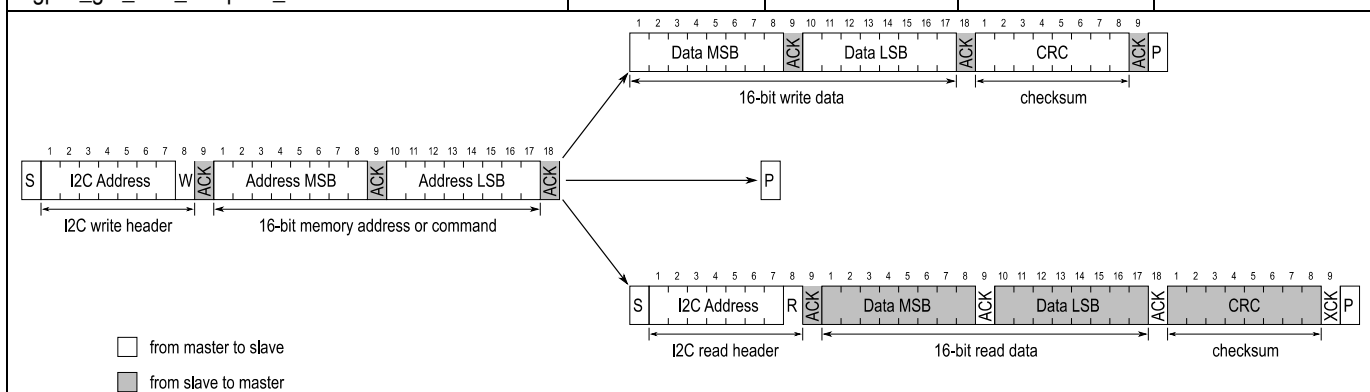 1 2 3 4 5 6 7 8 9 10 11 12 13 14 15 16 17 18 1 2 3 4 5 6 7 8 9
Data MSB ACK Data LSB ACK CRC ACK P
16-bit write data checksum
1 2 3 4 5 6 7 8 9 1 2 3 4 5 6 7 8 9 10 11 12 13 14 15 16 17 18
S I2C Address W ACK Address MSB ACK Address LSB ACK P
I2C write header 16-bit memory address or command
1 2 3 4 5 6 7 8 9 1 2 3 4 5 6 7 8 9 10 11 12 13 14 15 16 17 18 1 2 3 4 5 6 7 8 9
S I2C Address R ACK Data MSB ACK Data LSB ACK CRC XCK P
I2C read header 16-bit read data checksum
from master to slave
from slave to master